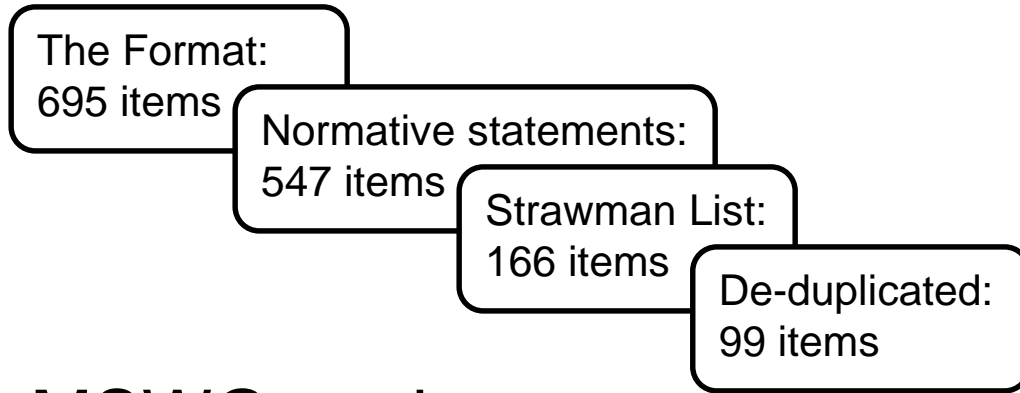 The Format:
695 items
Normative statements:
547 items
Strawman List:
166 items
De-duplicated:
99 items